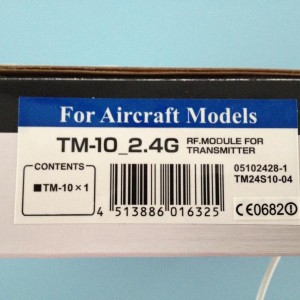 For Aircraft Models
TM-10_2.4G RF.MODULE FOR
TRANSMITTER
CONTENTS
■TM-10×1
4 513886 016325
05102428-1
TM24S10-04
CE0682